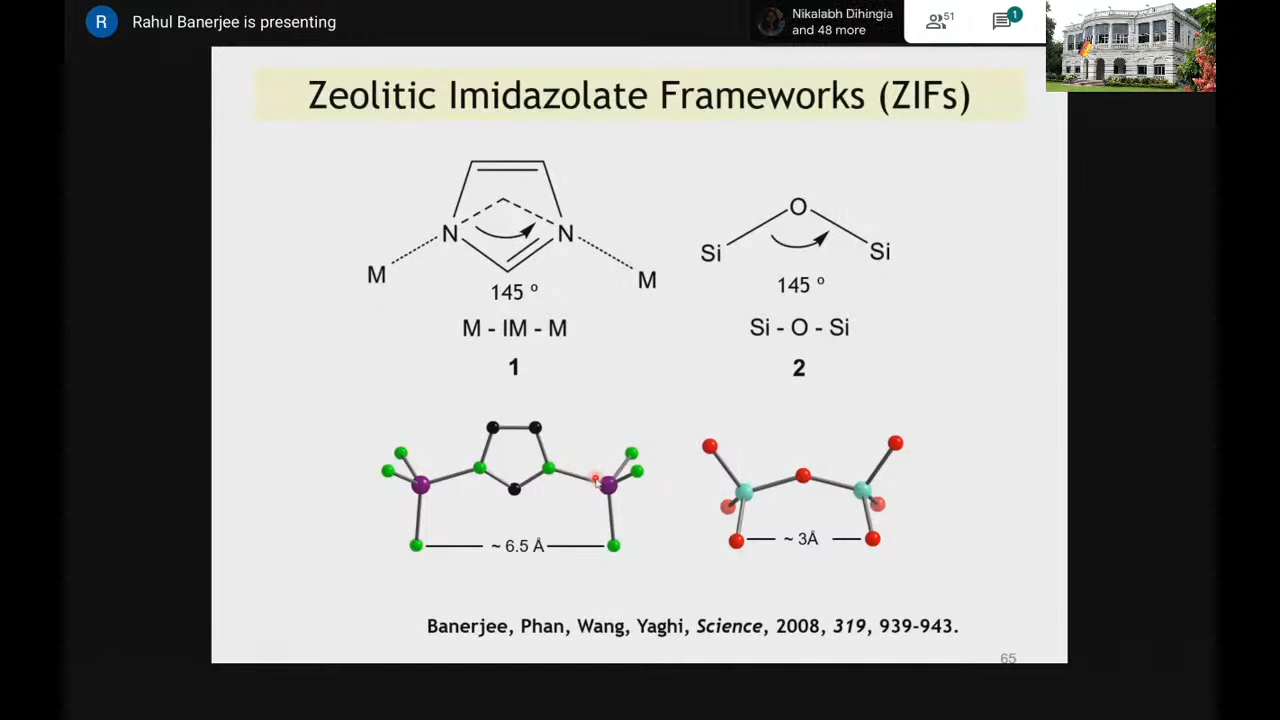 R
Rahul Banerjee is presenting
Nikalabh Dihingia
and 48 more
51
1
Zeolitic Imidazolate Frameworks (ZIFs)
N
N
M
M
145 º
M - IM - M
1
O
Si
Si
145 º
Si - O - Si
2
~ 6.5 Å
~ 3Å
Banerjee, Phan, Wang, Yaghi, Science, 2008, 319, 939-943.
65